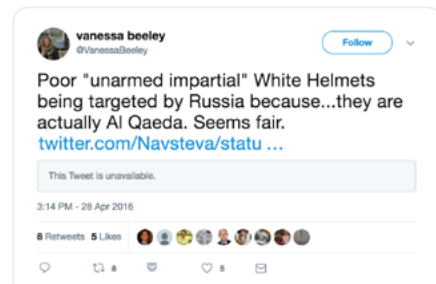 vanessa beeley
@VanessaBeeley
Follow
Poor "unarmed impartial" White Helmets
being targeted by Russia because...they are
actually Al Qaeda. Seems fair.
twitter.com/Navsteva/statu ...
This Tweet is unavailable.
3:14 PM - 28 Apr 2016
8 Retweets 5 Likes
8 5